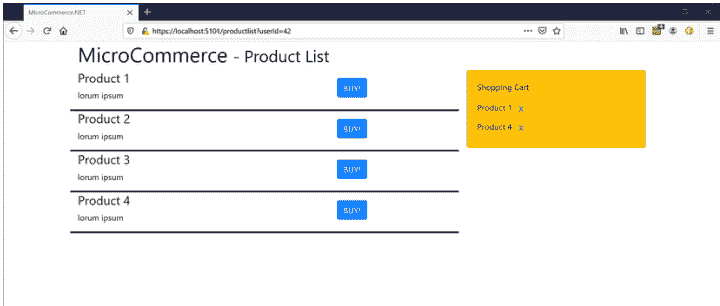 MicroCommerce.NET
https://localhost:5101/productlist?userId=42
MicroCommerce - Product List
Product 1
lorum ipsum
BUY!
Product 2
lorum ipsum
BUY!
Product 3
lorum ipsum
BUY!
Product 4
lorum ipsum
BUY!
Shopping Cart
Product 1 x
Product 4 x